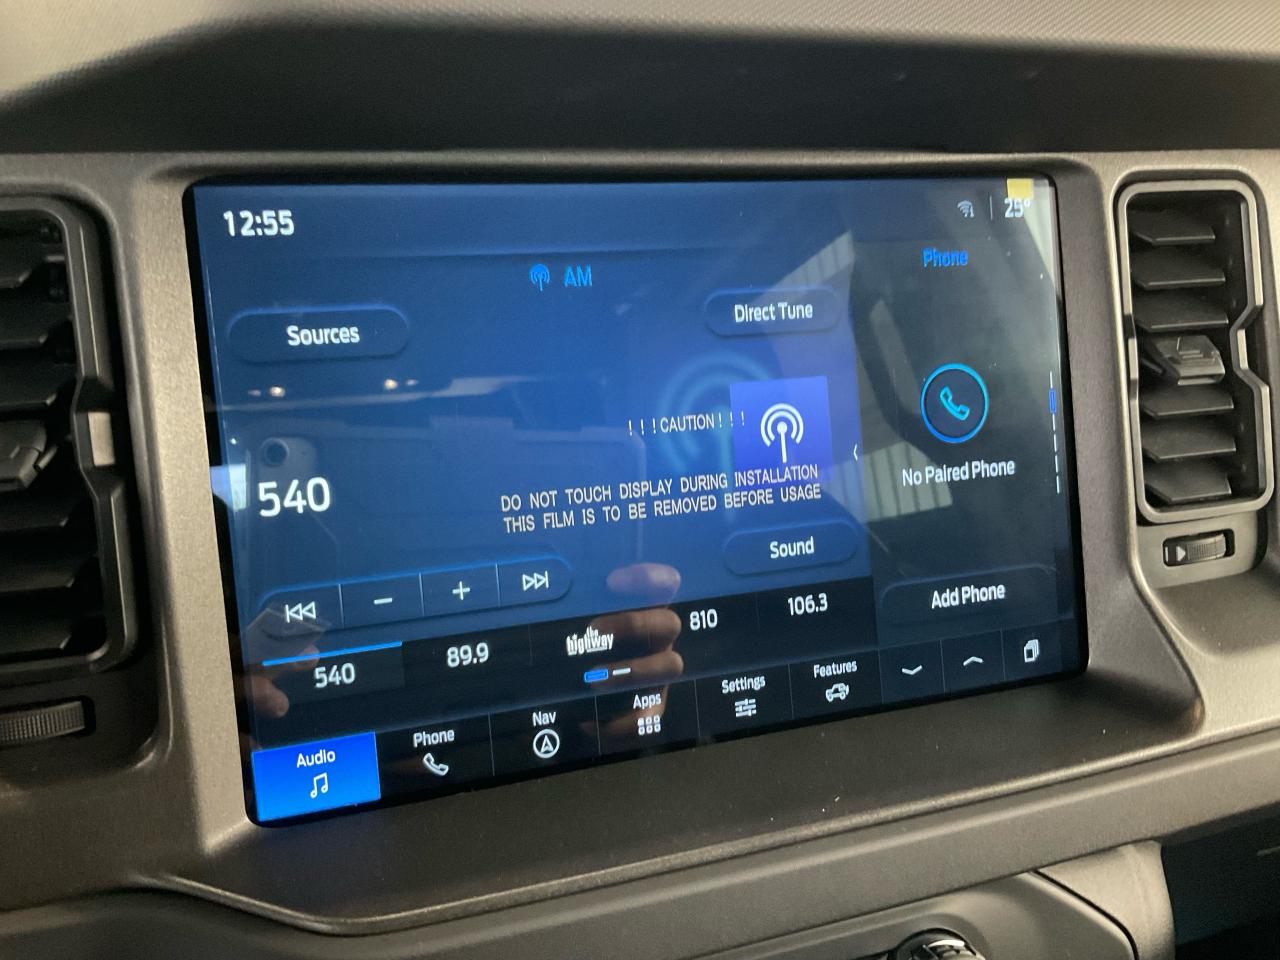 12:55
25°
AM
Phone
Sources
Direct Tune
! ! ! CAUTION ! ! !
540
No Paired Phone
DO NOT TOUCH DISPLAY DURING INSTALLATION
THIS FILM IS TO BE REMOVED BEFORE USAGE
Sound
Add Phone
540
89.9
the highway
810
106.3
Audio
Phone
Nav
Apps
Settings
Features